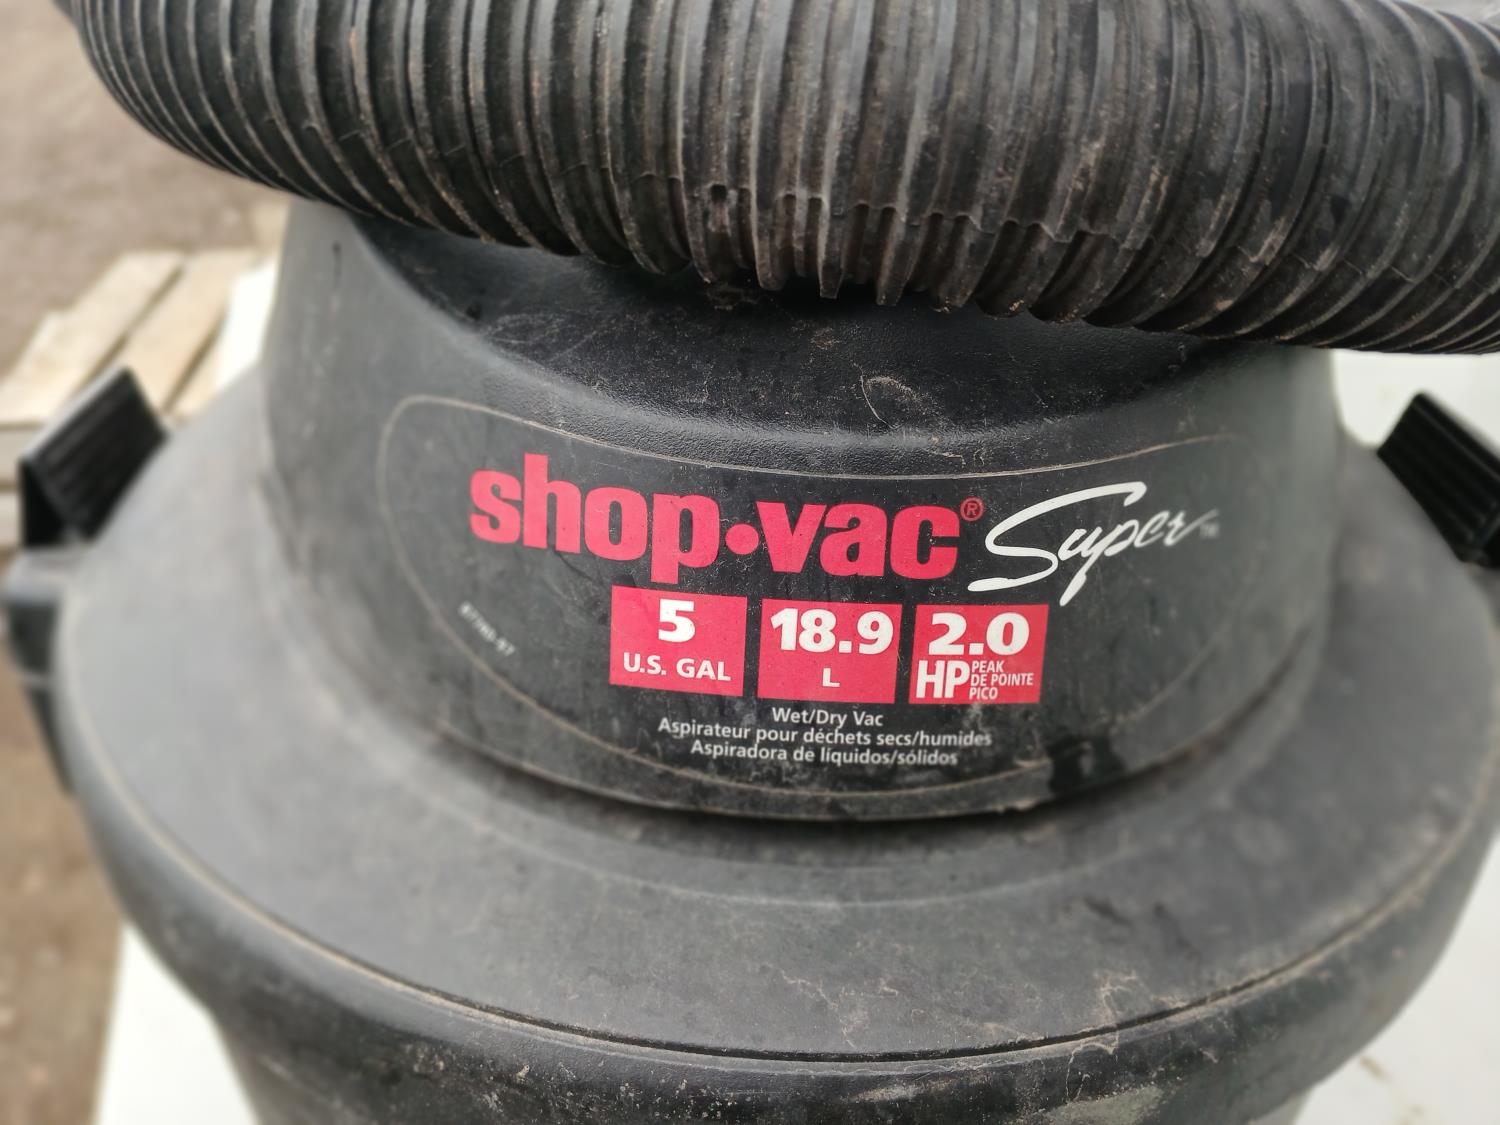 shop·vac® Super™
5
U.S. GAL
18.9
L
2.0
HP PEAK
DE POINTE
PICO
Wet/Dry Vac
Aspirateur pour déchets secs/humides
Aspiradora de líquidos/sólidos